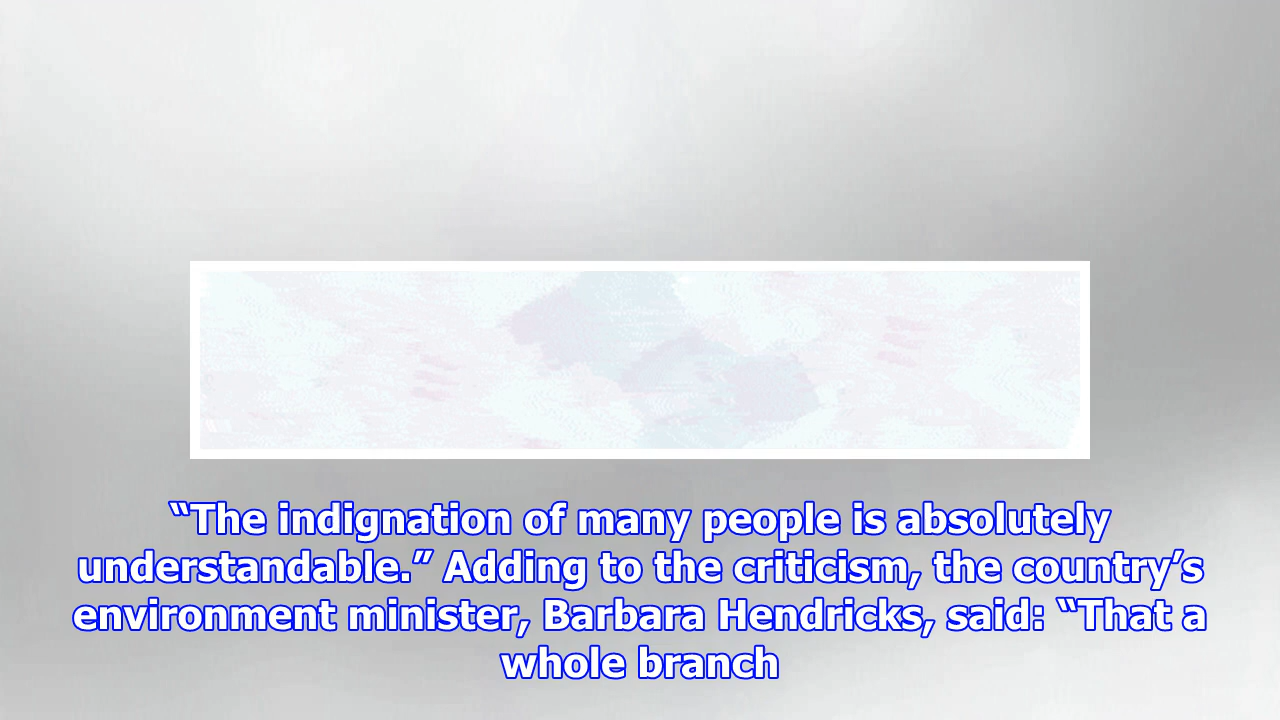 “The indignation of many people is absolutely
understandable.” Adding to the criticism, the country’s
environment minister, Barbara Hendricks, said: “That a
whole branch